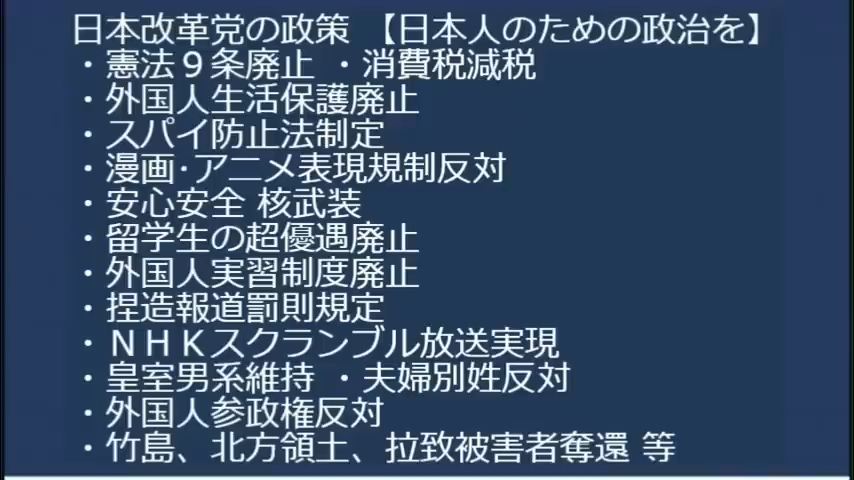 日本改革党の政策 【日本人のための政治を】
・憲法９条廃止 ・消費税減税
・外国人生活保護廃止
・スパイ防止法制定
・漫画･アニメ表現規制反対
・安心安全 核武装
・留学生の超優遇廃止
・外国人実習制度廃止
・捏造報道罰則規定
・ＮＨＫスクランブル放送実現
・皇室男系維持 ・夫婦別姓反対
・外国人参政権反対
・竹島、北方領土、拉致被害者奪還 等